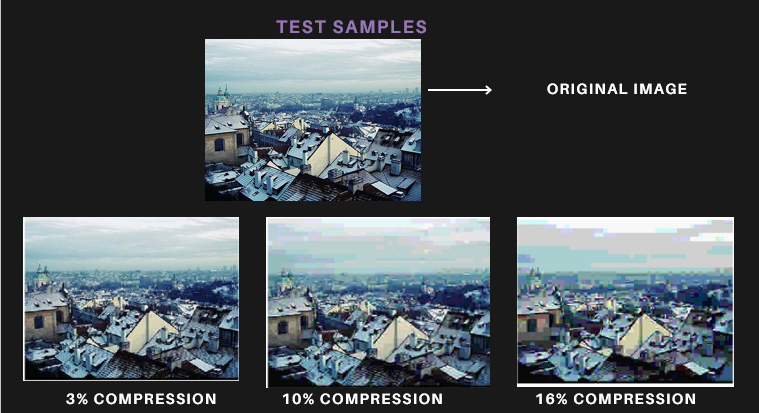 TEST SAMPLES
ORIGINAL IMAGE
3% COMPRESSION
10% COMPRESSION
16% COMPRESSION